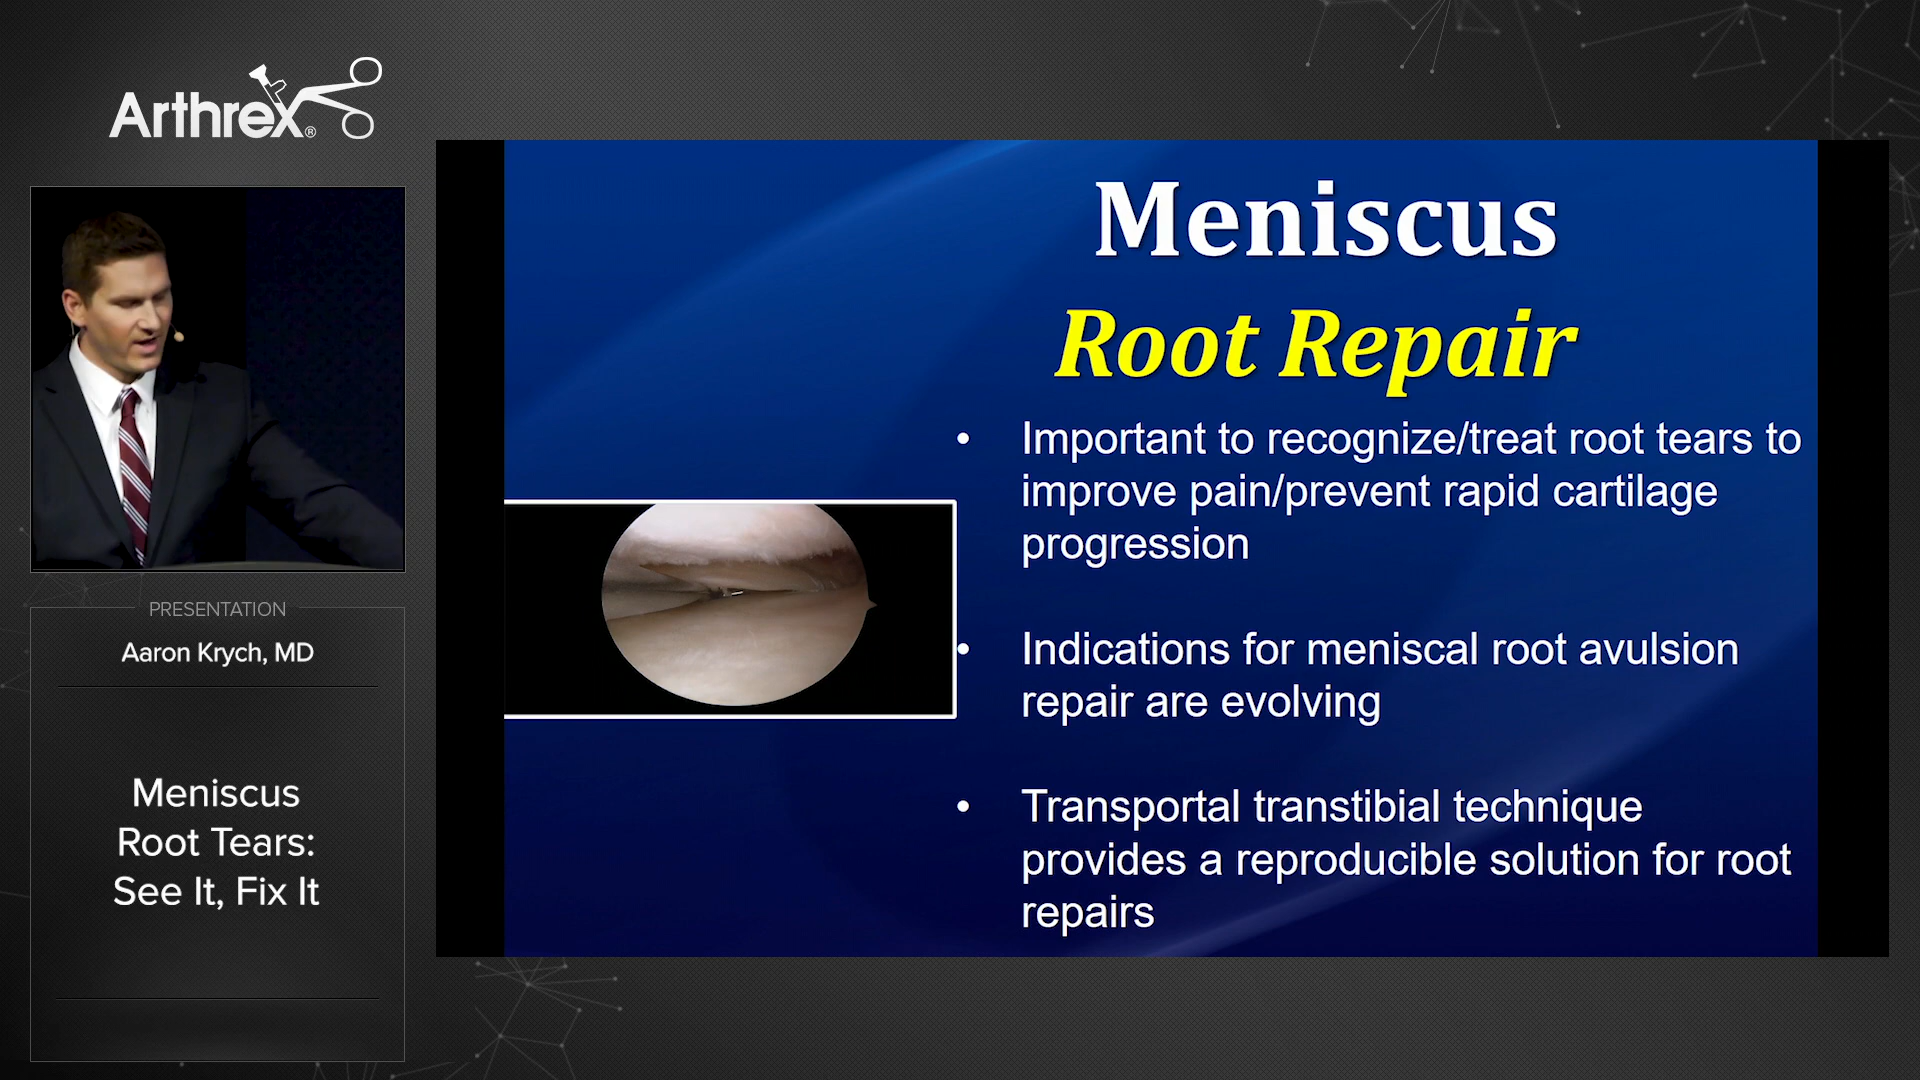 Arthrex®
PRESENTATION
Aaron Krych, MD
Meniscus
Root Tears:
See It, Fix It
Meniscus
Root Repair
• Important to recognize/treat root tears to
improve pain/prevent rapid cartilage
progression
• Indications for meniscal root avulsion
repair are evolving
• Transportal transtibial technique
provides a reproducible solution for root
repairs